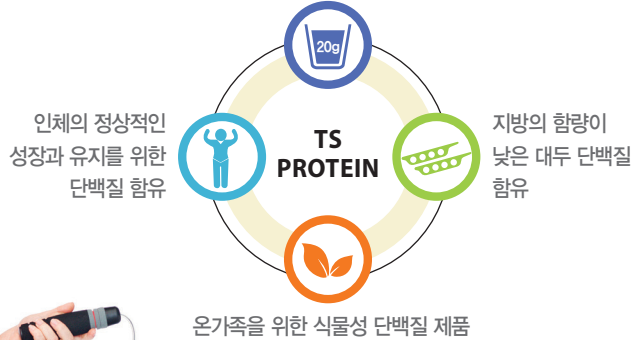 20g
인체의 정상적인
성장과 유지를 위한
단백질 함유
TS
PROTEIN
지방의 함량이
낮은 대두 단백질
함유
온가족을 위한 식물성 단백질 제품